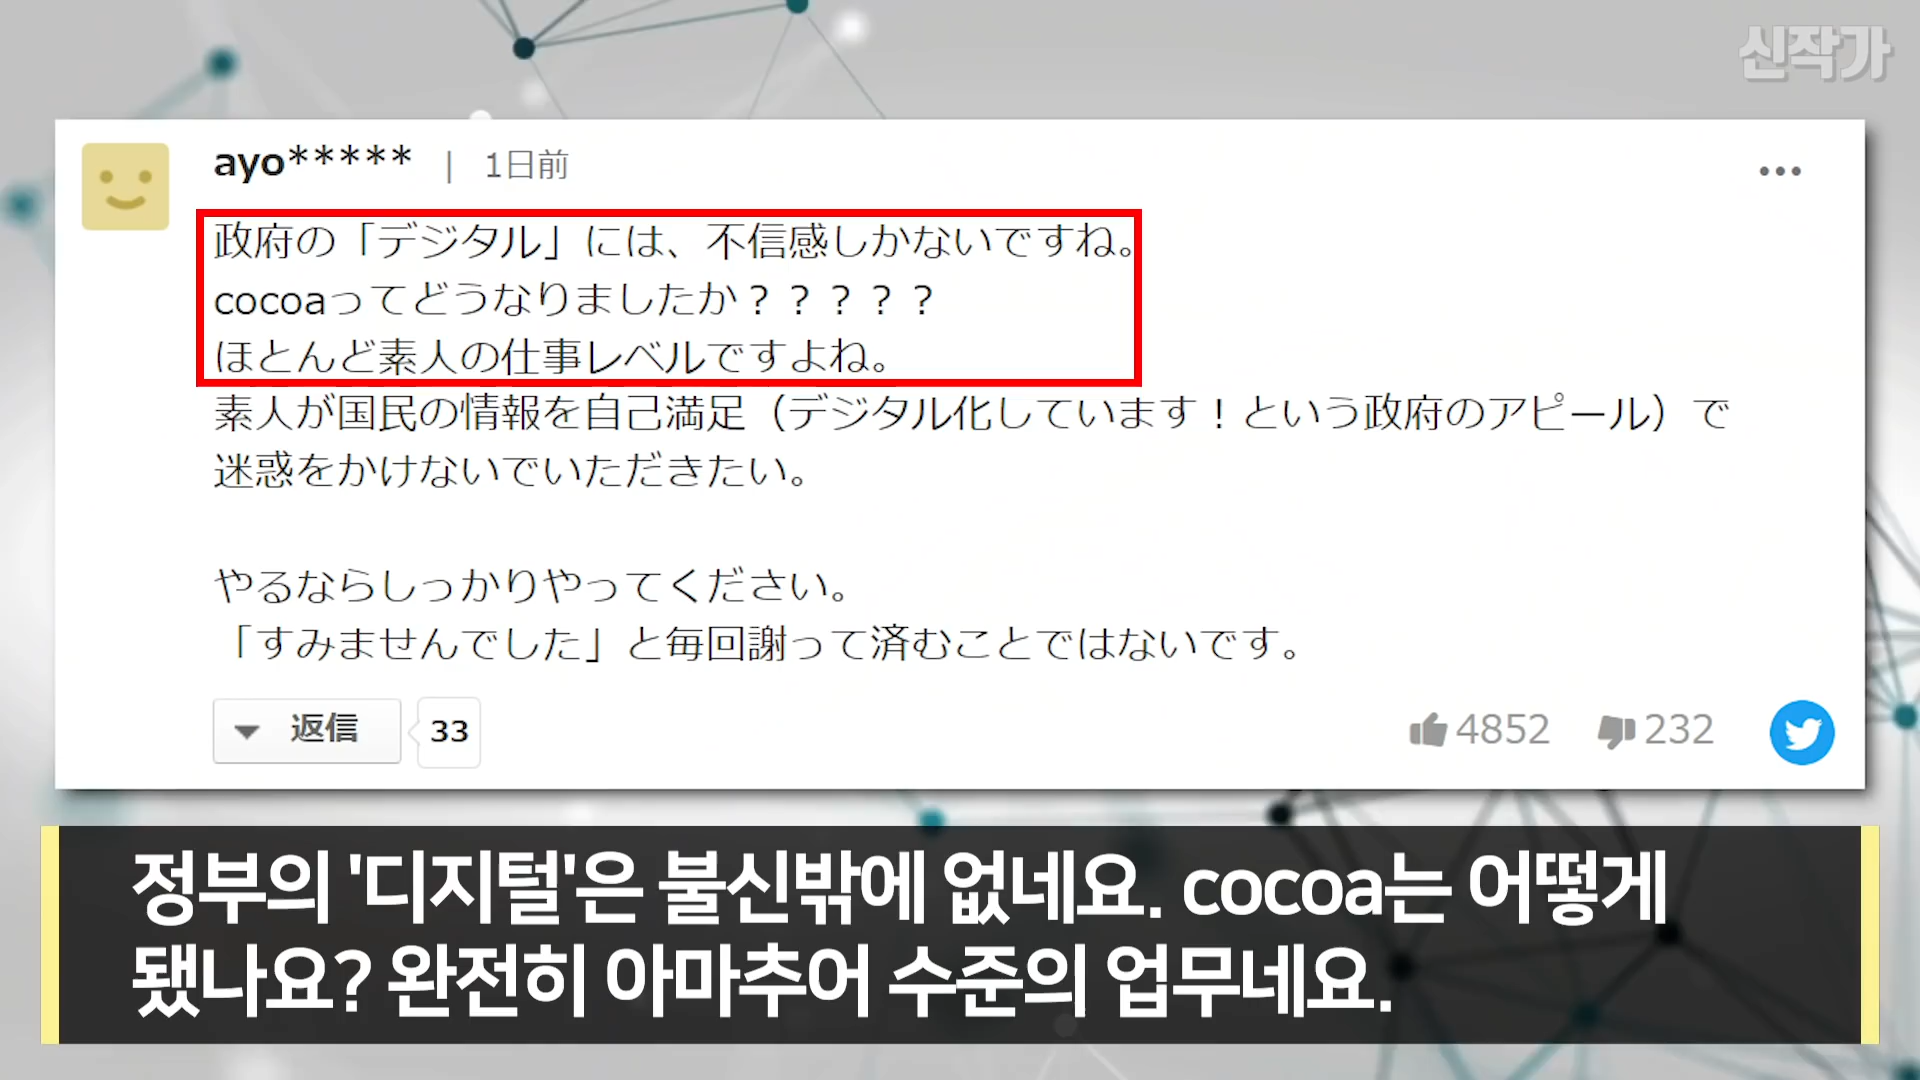 신작가
ayo***** | 1日前
政府の「デジタル」には、不信感しかないですね。
cocoaってどうなりましたか？？？？？
ほとんど素人の仕事レベルですよね。
素人が国民の情報を自己満足（デジタル化しています！という政府のアピール）で
迷惑をかけないでいただきたい。
やるならしっかりやってください。
「すみませんでした」と毎回謝って済むことではないです。
返信 33 4852 232
정부의 '디지털'은 불신밖에 없네요. cocoa는 어떻게
됐나요? 완전히 아마추어 수준의 업무네요.